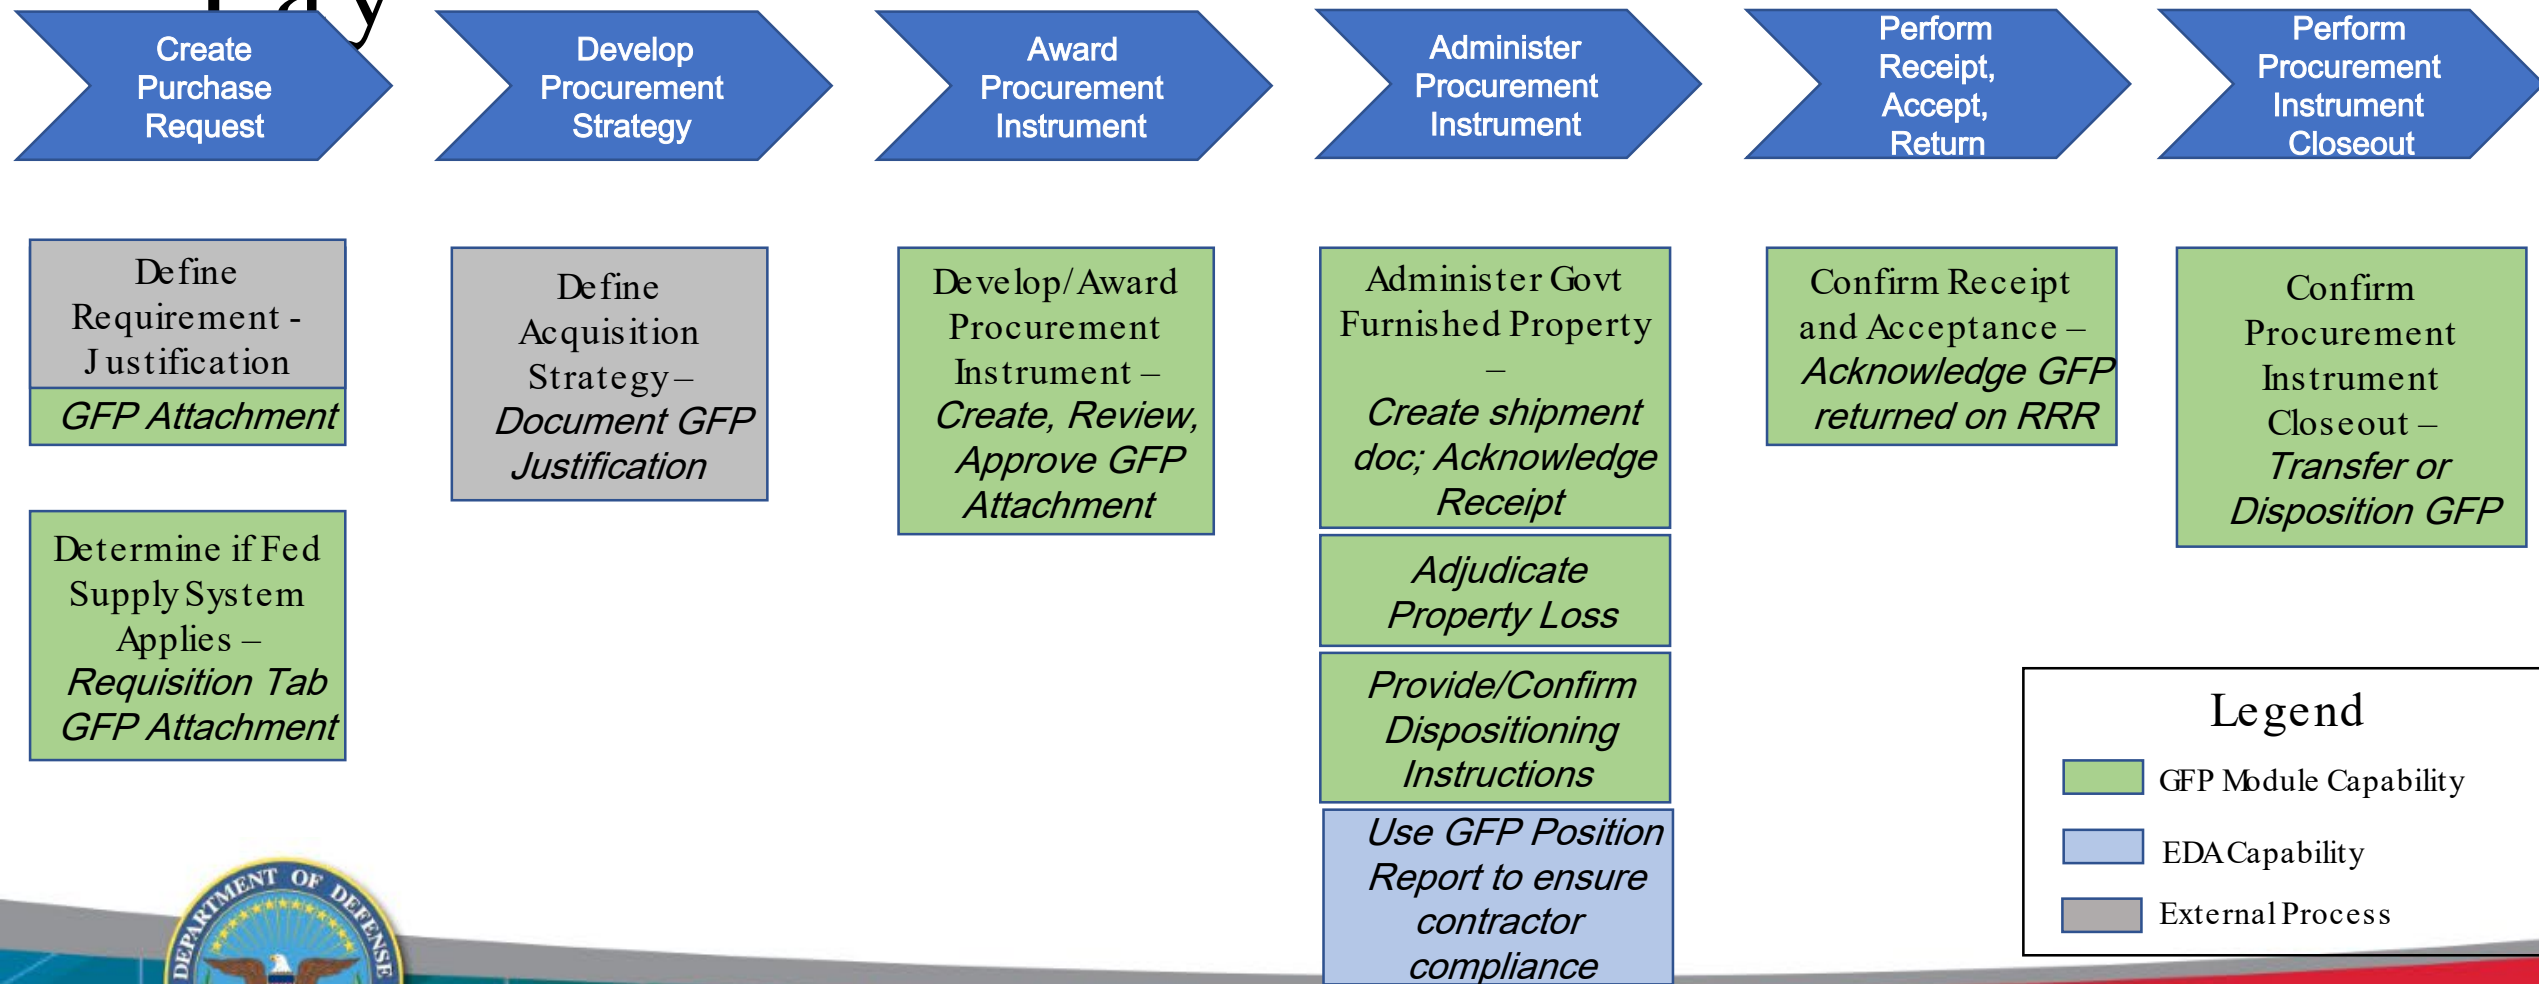 Pay
Create
Purchase
Request
Develop
Procurement
Strategy
Award
Procurement
Instrument
Administer
Procurement
Instrument
Perform
Receipt,
Accept,
Return
Perform
Procurement
Instrument
Closeout
Define
Requirement -
Justification
GFP Attachment
Determine if Fed
Supply System
Applies –
Requisition Tab
GFP Attachment
Define
Acquisition
Strategy –
Document GFP
Justification
Develop/Award
Procurement
Instrument –
Create, Review,
Approve GFP
Attachment
Administer Govt
Furnished Property
–
Create shipment
doc; Acknowledge
Receipt
Adjudicate
Property Loss
Provide/Confirm
Dispositioning
Instructions
Use GFP Position
Report to ensure
contractor
compliance
Confirm Receipt
and Acceptance –
Acknowledge GFP
returned on RRR
Confirm
Procurement
Instrument
Closeout –
Transfer or
Disposition GFP
Legend
GFP Module Capability
EDA Capability
External Process
DEPARTMENT OF DEFENSE